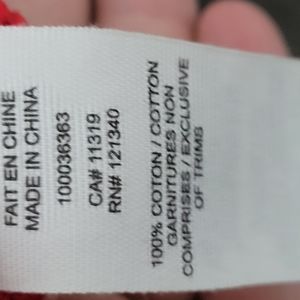 FAIT EN CHINE
MADE IN CHINA
100036363
CA# 11319
RN# 121340
100% COTON / COTTON
GARNITURES NON
COMPRISES / EXCLUSIVE
OF TRIMS